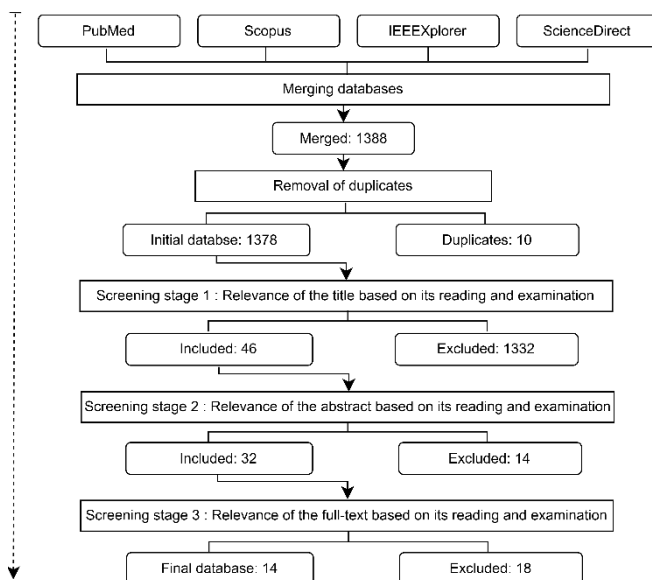 PubMed
Scopus
IEEEXplorer
ScienceDirect
Merging databases
Merged: 1388
Removal of duplicates
Initial databse: 1378
Duplicates: 10
Screening stage 1 : Relevance of the title based on its reading and examination
Included: 46
Excluded: 1332
Screening stage 2 : Relevance of the abstract based on its reading and examination
Included: 32
Excluded: 14
Screening stage 3 : Relevance of the full-text based on its reading and examination
Final database: 14
Excluded: 18